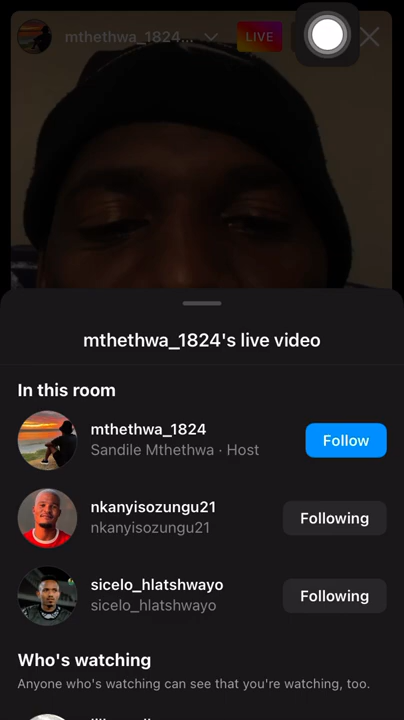 mthethwa_1824...
LIVE
mthethwa_1824's live video
In this room
mthethwa_1824
Sandile Mthethwa · Host
Follow
nkanyisozungu21
nkanyisozungu21
Following
sicelo_hlatshwayo
sicelo_hlatshwayo
Following
Who's watching
Anyone who's watching can see that you're watching, too.